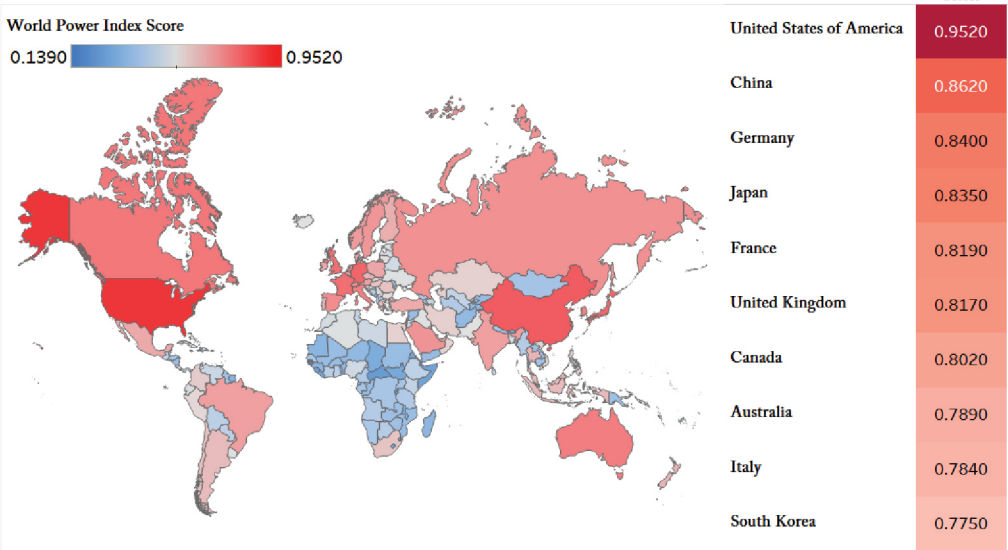 World Power Index Score
0.1390 0.9520
United States of America 0.9520
China 0.8620
Germany 0.8400
Japan 0.8350
France 0.8190
United Kingdom 0.8170
Canada 0.8020
Australia 0.7890
Italy 0.7840
South Korea 0.7750